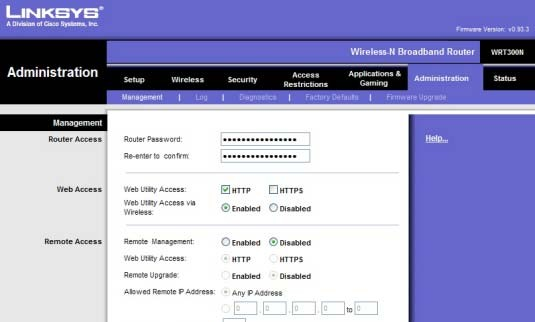 LINKSYS®
A Division of Cisco Systems, Inc.
Firmware Version: v0.93.3
Wireless-N Broadband Router WRT300N
Administration
Setup Wireless Security Access Restrictions Applications & Gaming Administration Status
Management | Log | Diagnostics | Factory Defaults | Firmware Upgrade
Management
Router Access
Router Password:
Help...
Re-enter to confirm:
Web Access
Web Utility Access: HTTP HTTPS
Web Utility Access via
Wireless: Enabled Disabled
Remote Access
Remote Management: Enabled Disabled
Web Utility Access: HTTP HTTPS
Remote Upgrade: Enabled Disabled
Allowed Remote IP Address: Any IP Address
0 . 0 . 0 . 0 to 0